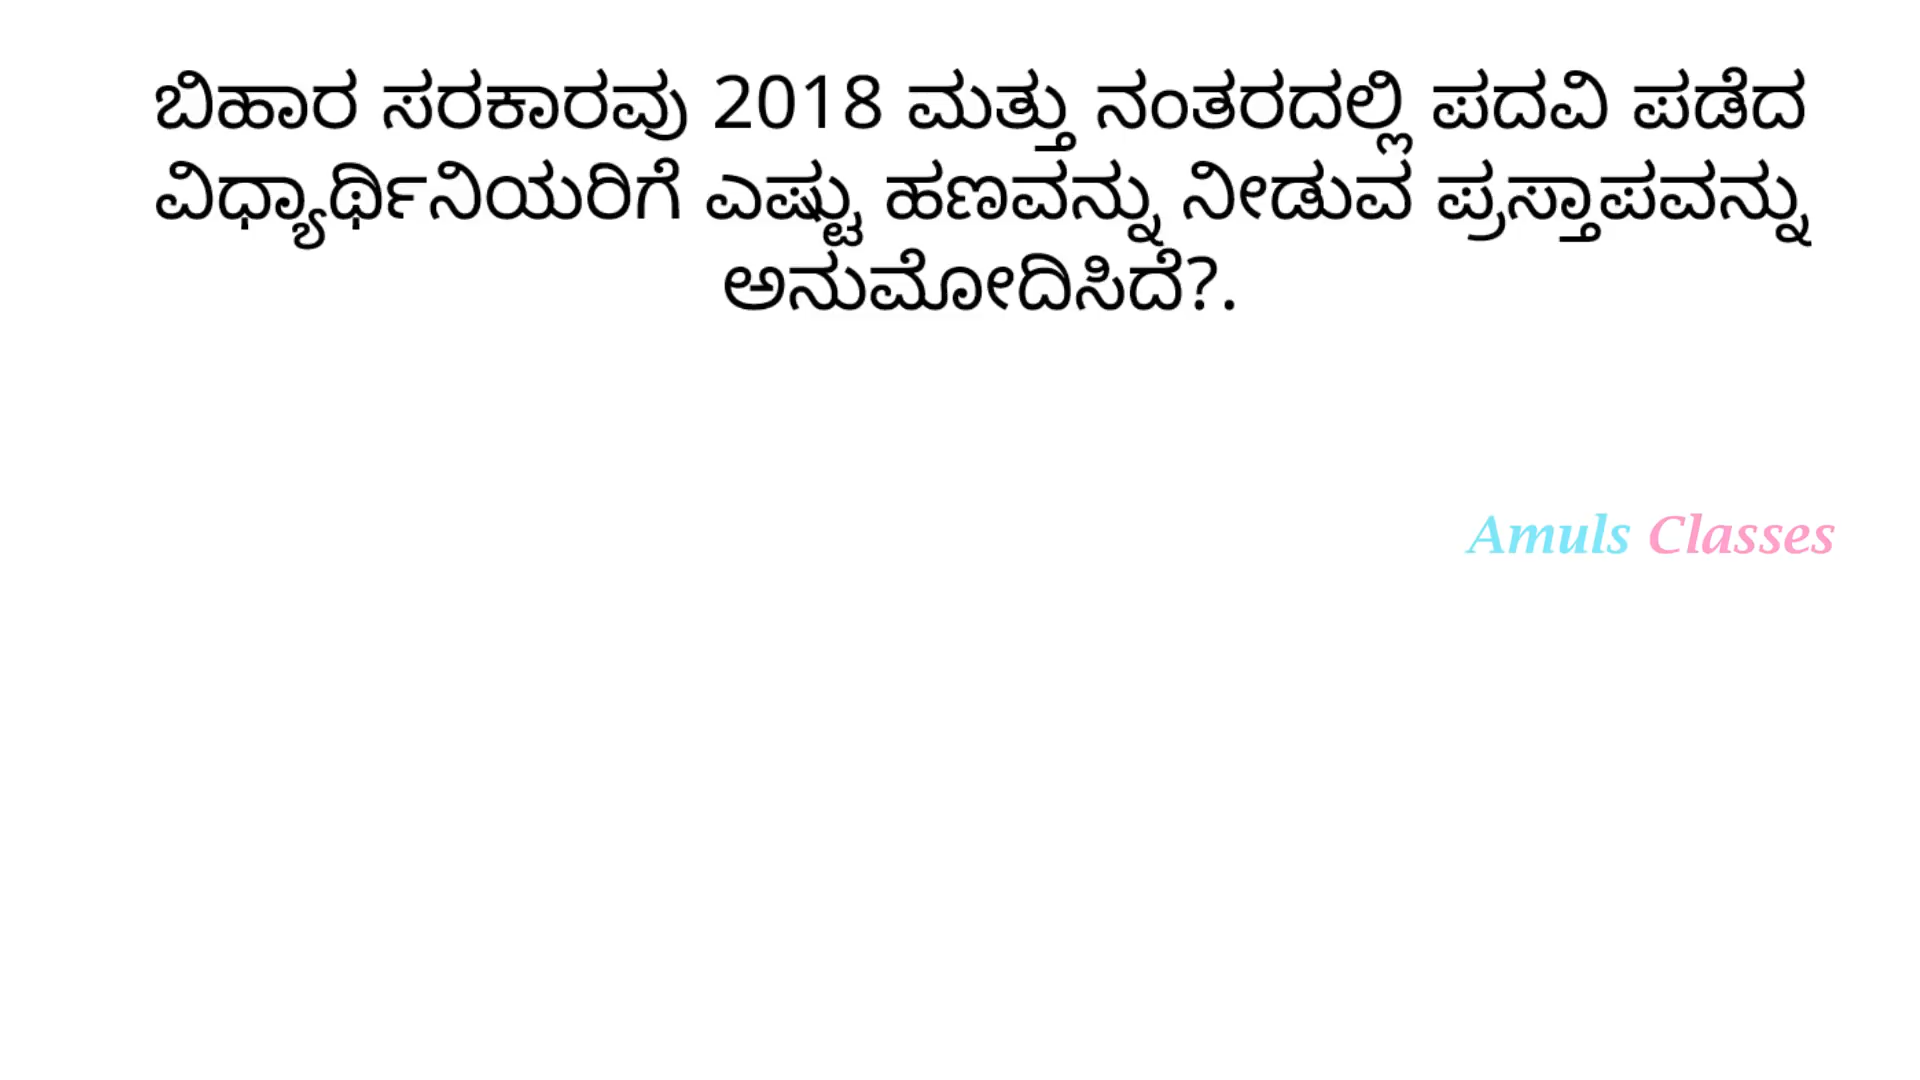 ಬಿಹಾರ ಸರಕಾರವು 2018 ಮತ್ತು ನಂತರದಲ್ಲಿ ಪದವಿ ಪಡೆದ
ವಿಧ್ಯಾರ್ಥಿನಿಯರಿಗೆ ಎಷ್ಟು ಹಣವನ್ನು ನೀಡುವ ಪ್ರಸ್ತಾಪವನ್ನು
ಅನುಮೋದಿಸಿದೆ?.
Amuls Classes